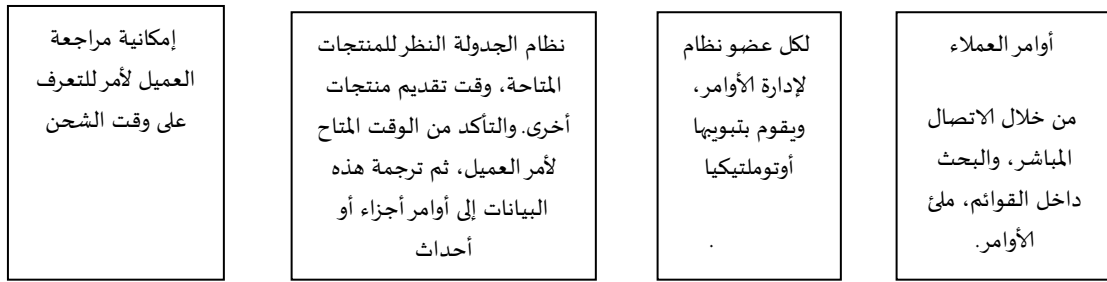 أوامر العملاء
من خلال الاتصال
المباشر، والبحث
داخل القوائم، ملئ
الأوامر.
لكل عضو نظام
لإدارة الأوامر،
ويقوم بتبويبها
أوتوملتيكيا
.
نظام الجدولة النظر للمنتجات
المتاحة، وقت تقديم منتجات
أخرى. والتأكد من الوقت المتاح
لأمر العميل، ثم ترجمة هذه
البيانات إلى أوامر أجزاء أو
أحداث
إمكانية مراجعة
العميل لأمر للتعرف
على وقت الشحن